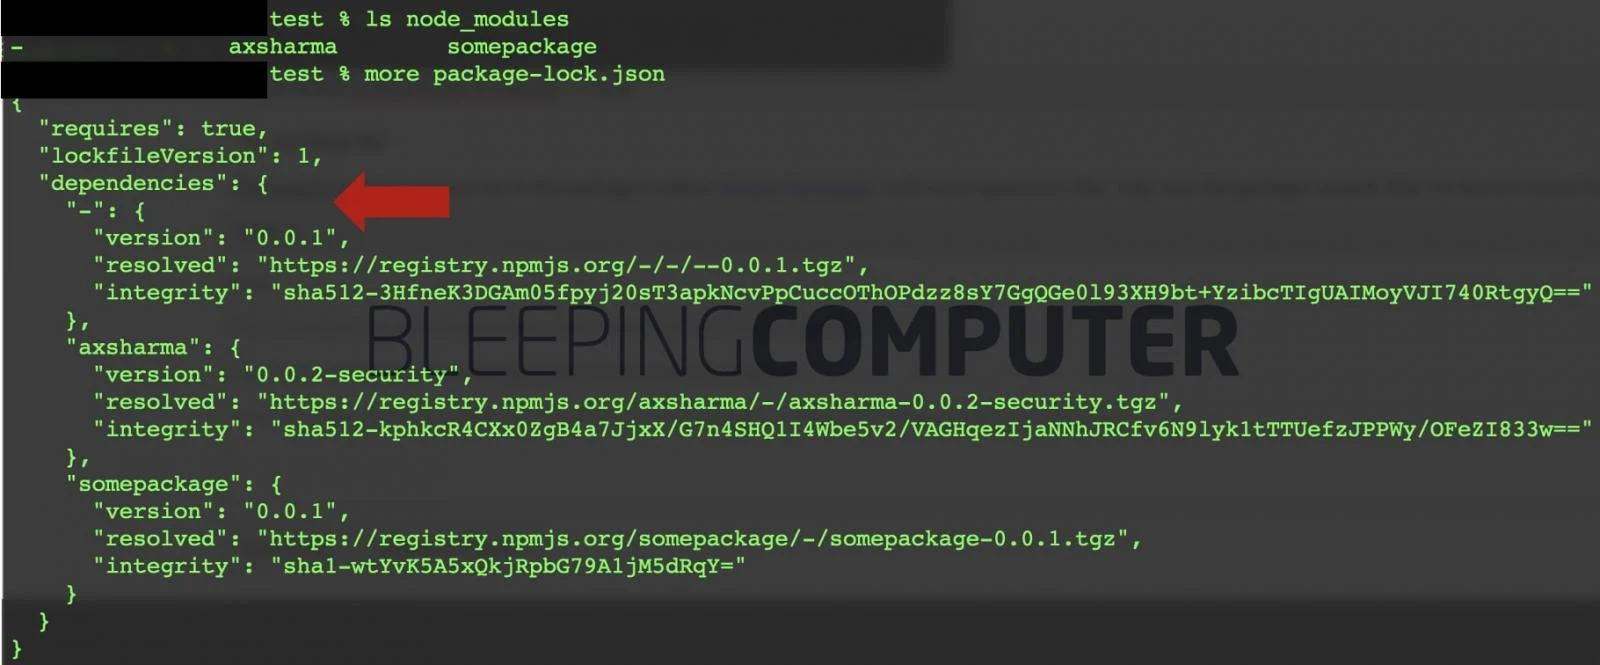 test % ls node_modules
- axsharma somepackage
test % more package-lock.json
{
"requires": true,
"lockfileVersion": 1,
"dependencies": {
"-": {
"version": "0.0.1",
"resolved": "https://registry.npmjs.org/-/-/--0.0.1.tgz",
"integrity": "sha512-3HfneK3DGAm05fpyj20sT3apkNcvPpCuccOThOPdzz8sY7GgQGe0l93XH9bt+YzibcTIgUAIMoyVJI740RtgyQ=="
},
"axsharma": {
"version": "0.0.2-security",
"resolved": "https://registry.npmjs.org/axsharma/-/axsharma-0.0.2-security.tgz",
"integrity": "sha512-kphkcR4CXx0ZgB4a7JjxX/G7n4SHQ1I4Wbe5v2/VAGHqezIjaNNhJRCfv6N9lyk1tTTUefzJPPWy/OFeZI833w=="
},
"somepackage": {
"version": "0.0.1",
"resolved": "https://registry.npmjs.org/somepackage/-/somepackage-0.0.1.tgz",
"integrity": "sha1-wtYvK5A5xQkjRpbG79A1jM5dRqY="
}
}
}
BLEEPINGCOMPUTER